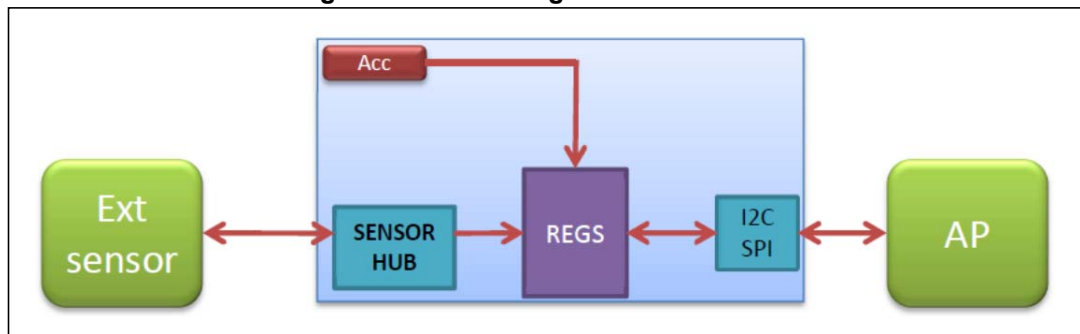 Acc
Ext
sensor
SENSOR
HUB
REGS
I2C
SPI
AP